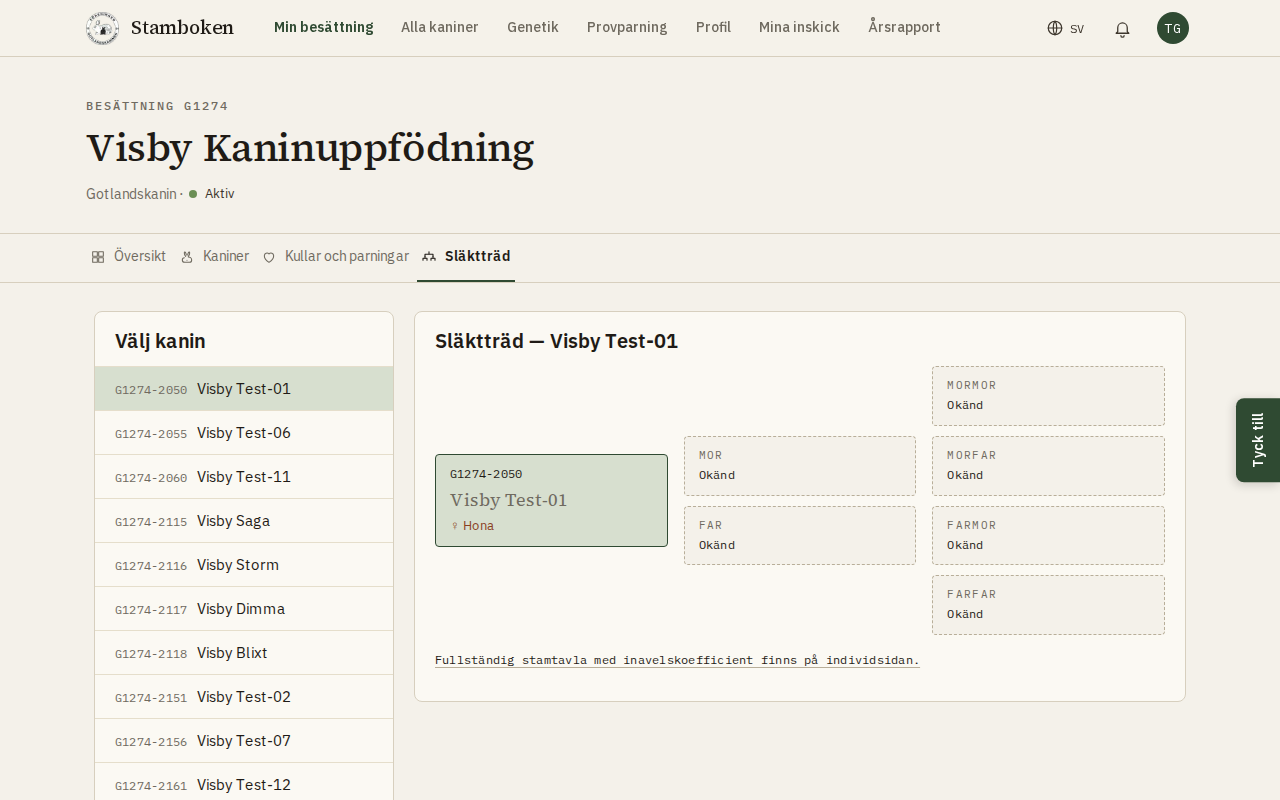 Stamboken
Min besättning
Alla kaniner
Genetik
Provparning
Profil
Mina inskick
Årsrapport
SV
TG
BESÄTTNING G1274
Visby Kaninuppfödning
Gotlandskanin · Aktiv
Översikt
Kaniner
Kullar och parningar
Släktträd
Välj kanin
G1274-2050 Visby Test-01
G1274-2055 Visby Test-06
G1274-2060 Visby Test-11
G1274-2115 Visby Saga
G1274-2116 Visby Storm
G1274-2117 Visby Dimma
G1274-2118 Visby Blixt
G1274-2151 Visby Test-02
G1274-2156 Visby Test-07
G1274-2161 Visby Test-12
Släktträd — Visby Test-01
G1274-2050
Visby Test-01
♀ Hona
MOR
Okänd
FAR
Okänd
MORMOR
Okänd
MORFAR
Okänd
FARMOR
Okänd
FARFAR
Okänd
Fullständig stamtavla med inavelskoefficient finns på individsidan.
Tyck till